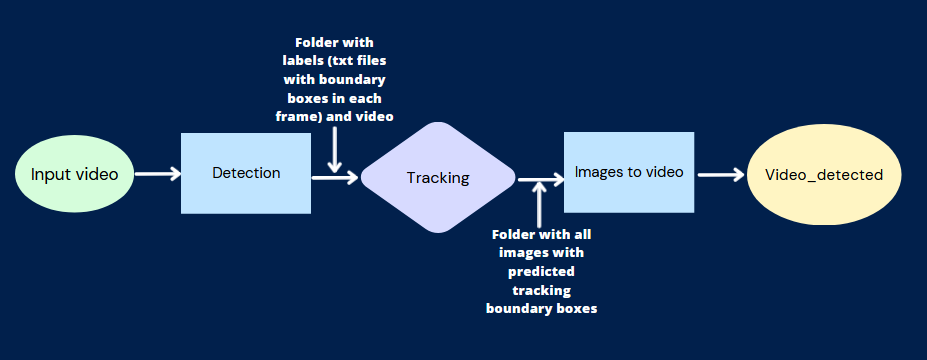 Folder with
labels (txt files
with boundary
boxes in each
frame) and video
Input video
Detection
Tracking
Images to video
Video_detected
Folder with all
images with
predicted
tracking
boundary boxes